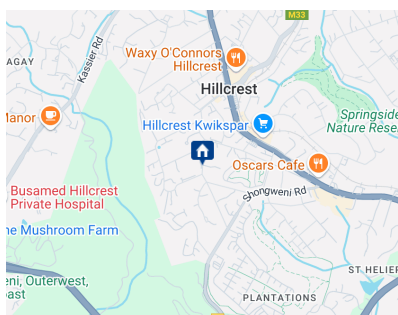 M33
Waxy O'Connors
Hillcrest
AGAY
Kassier Rd
Hillcrest
Manor
Hillcrest Kwikspar
Springside
Nature Rese
Oscars Cafe
Busamed Hillcrest
Private Hospital
Shongweni Rd
he Mushroom Farm
ST HELIER
eni, Outerwest,
ast
PLANTATIONS